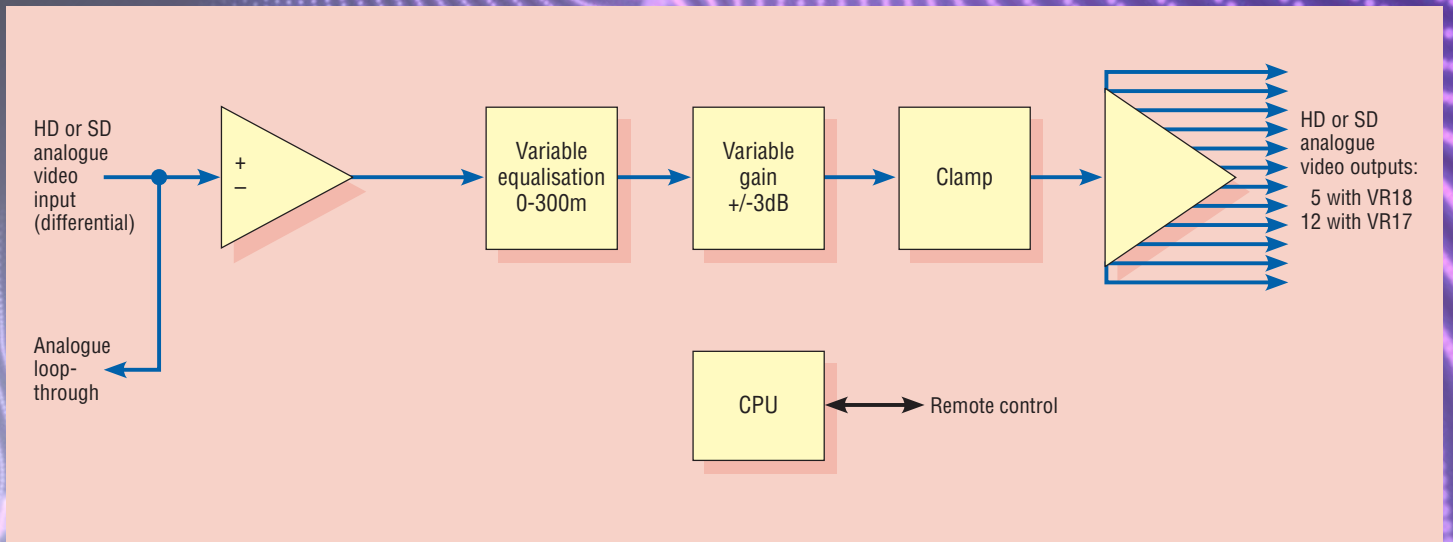 HD or SD
analogue
video
input
(differential)
+
–
Variable
equalisation
0-300m
Variable
gain
+/-3dB
Clamp
HD or SD
analogue
video outputs:
5 with VR18
12 with VR17
Analogue
loop-
through
CPU
Remote control